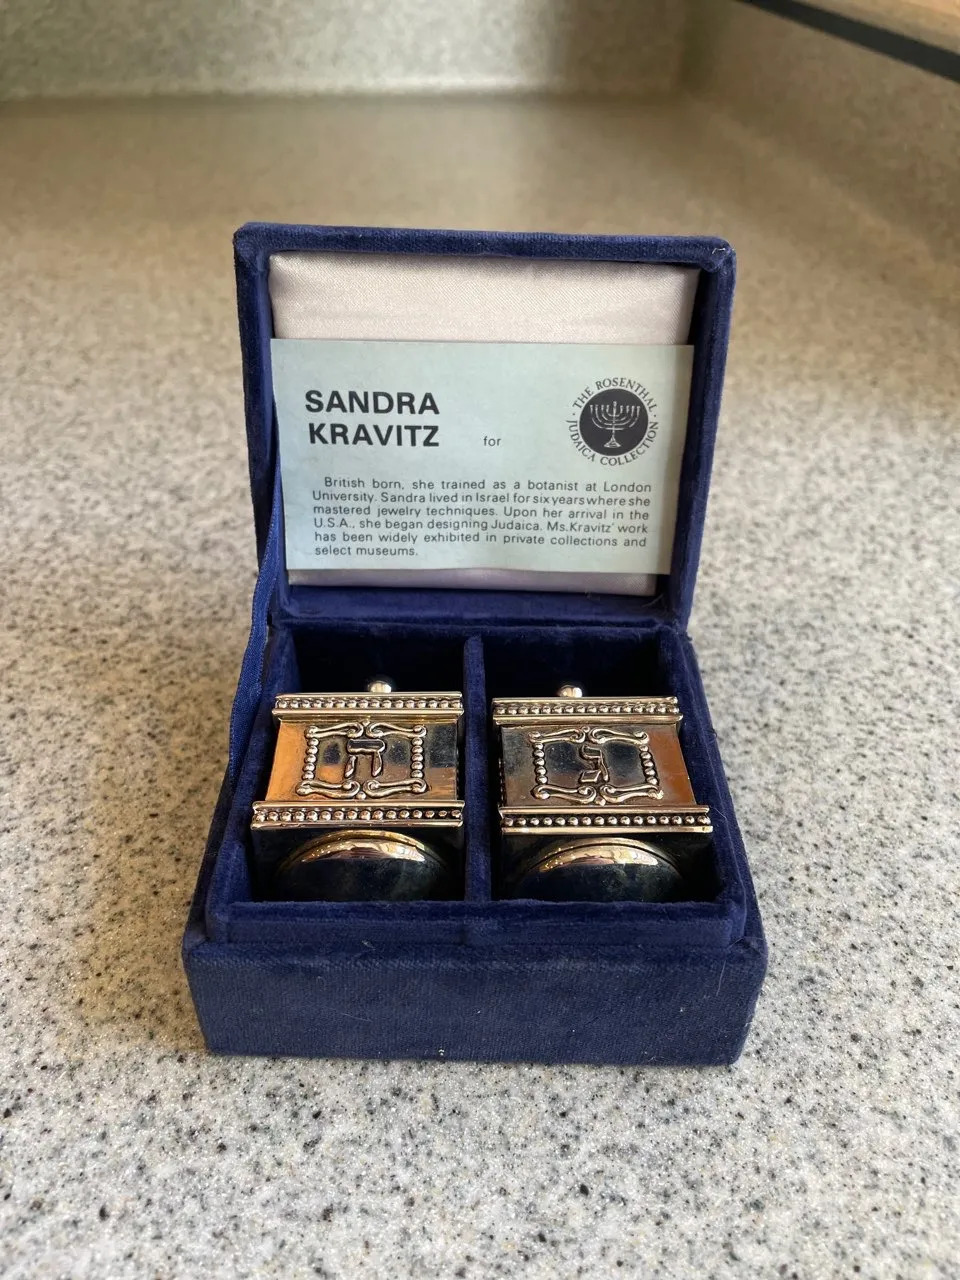 SANDRA
KRAVITZ for
THE ROSENTHAL
JUDAICA COLLECTION
British born, she trained as a botanist at London
University. Sandra lived in Israel for six years where she
mastered jewelry techniques. Upon her arrival in the
U.S.A., she began designing Judaica. Ms.Kravitz' work
has been widely exhibited in private collections and
select museums.
ה
נ